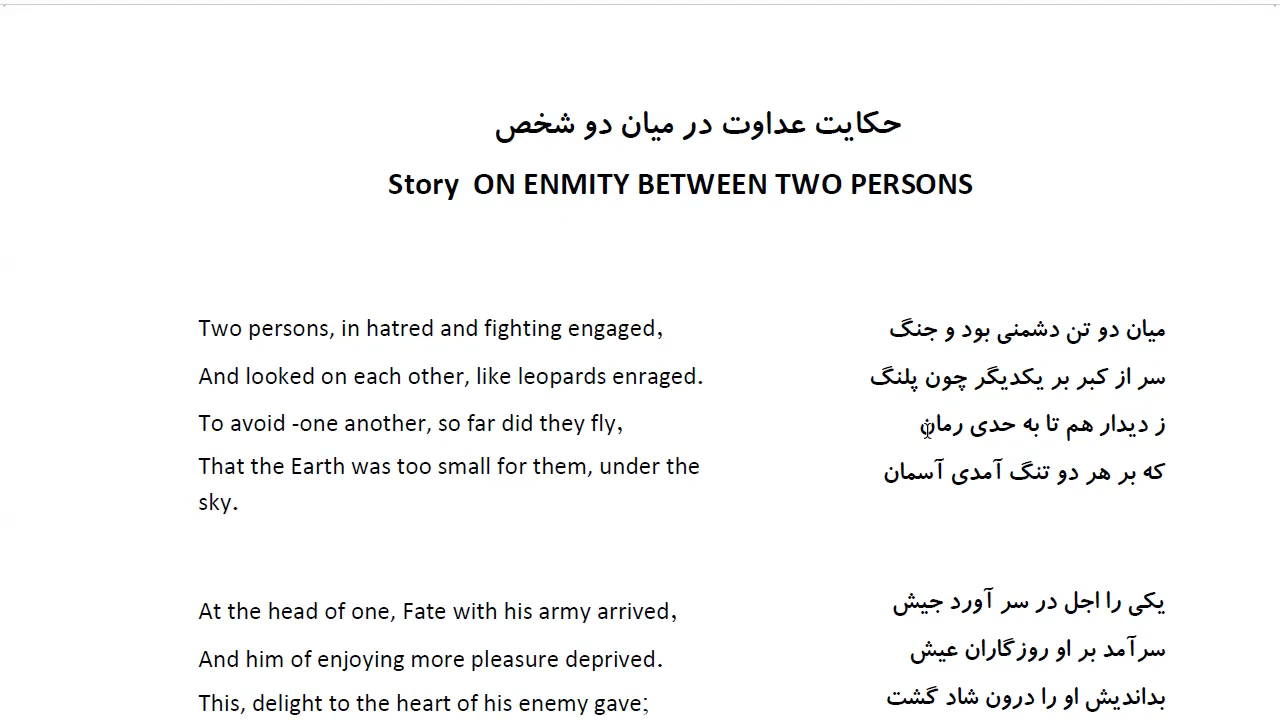 حکایت عداوت در میان دو شخص
Story ON ENMITY BETWEEN TWO PERSONS
Two persons, in hatred and fighting engaged,
میان دو تن دشمنی بود و جنگ
And looked on each other, like leopards enraged.
سر از کبر بر یکدیگر چون پلنگ
To avoid -one another, so far did they fly,
ز دیدار هم تا به حدی رمان
That the Earth was too small for them, under the
که بر هر دو تنگ آمدی آسمان
sky.
At the head of one, Fate with his army arrived,
یکی را اجل در سر آورد جیش
And him of enjoying more pleasure deprived.
سرآمد بر او روزگاران عیش
This, delight to the heart of his enemy gave;
بداندیش او را درون شاد گشت